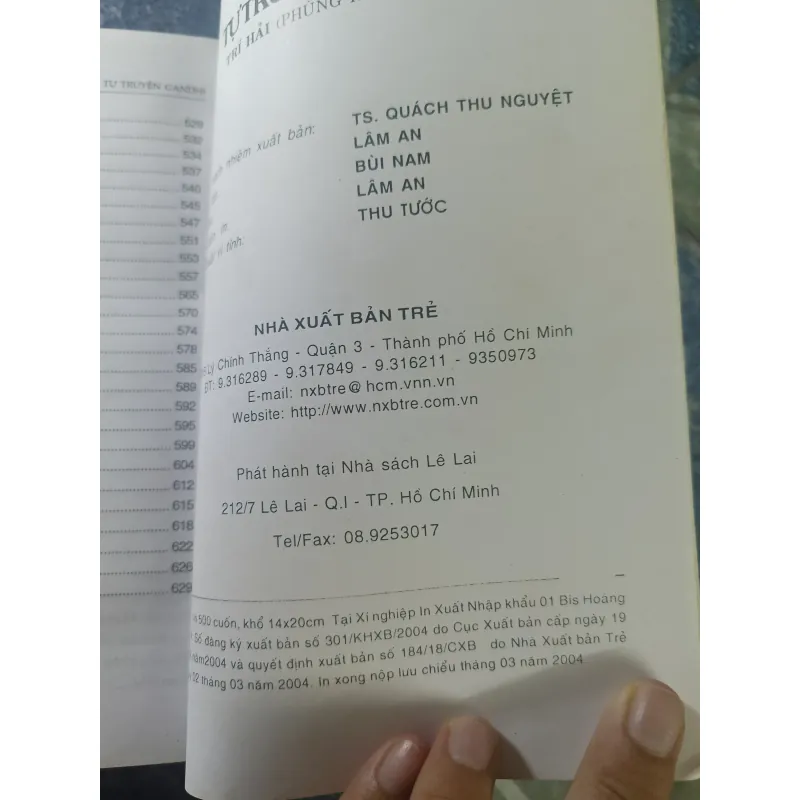 TỰ TRUYỆN GANDHI
529
532
534
537
540
545
547
551
553
557
565
570
574
578
585
589
592
595
599
604
612
615
618
622
626
629
TRÍ HẢI (PHÙNG
nhiệm xuất bản:
TS. QUÁCH THU NGUYỆT
LÂM AN
BÙI NAM
LÂM AN
in:
vi tính:
THU TƯỚC
NHÀ XUẤT BẢN TRẺ
Lý Chính Thắng - Quận 3 - Thành phố Hồ Chí Minh
ĐT: 9.316289 - 9.317849 - 9.316211 - 9350973
E-mail: nxbtre@hcm.vnn.vn
Website: http://www.nxbtre.com.vn
Phát hành tại Nhà sách Lê Lai
212/7 Lê Lai - Q.I - TP. Hồ Chí Minh
Tel/Fax: 08.9253017
500 cuốn, khổ 14x20cm Tại Xí nghiệp In Xuất Nhập khẩu 01 Bis Hoàng
Số đăng ký xuất bản số 301/KHXB/2004 do Cục Xuất bản cấp ngày 19
năm2004 và quyết định xuất bản số 184/18/CXB do Nhà Xuất bản Trẻ
02 tháng 03 năm 2004. In xong nộp lưu chiểu tháng 03 năm 2004